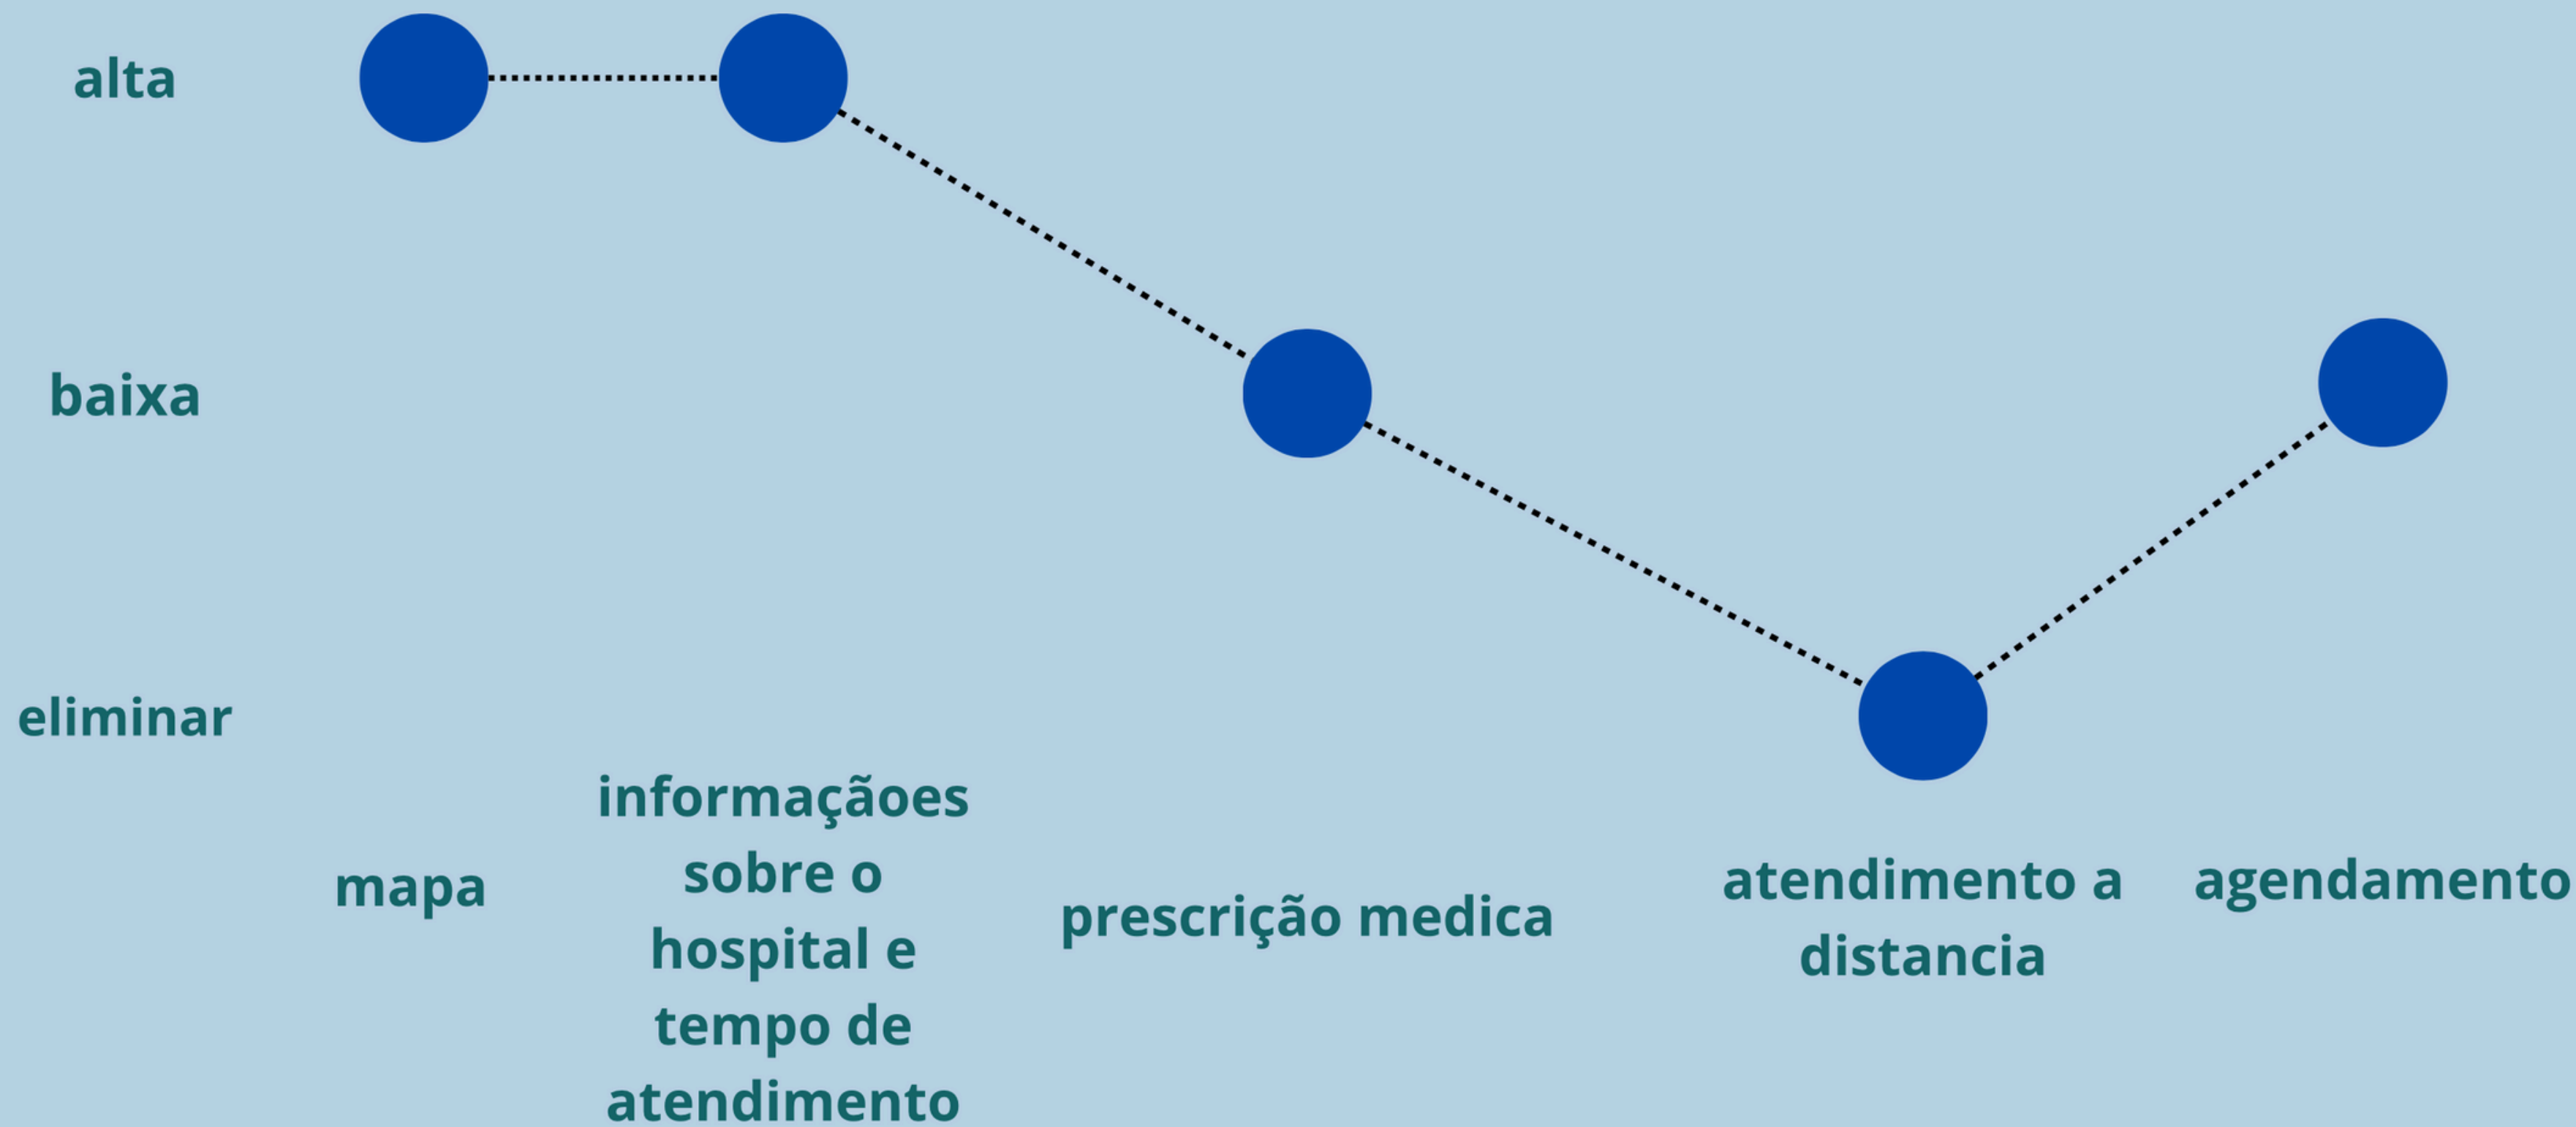 alta
baixa
eliminar
mapa
informaçãoes
sobre o
hospital e
tempo de
atendimento
prescrição medica
atendimento a
distancia
agendamento